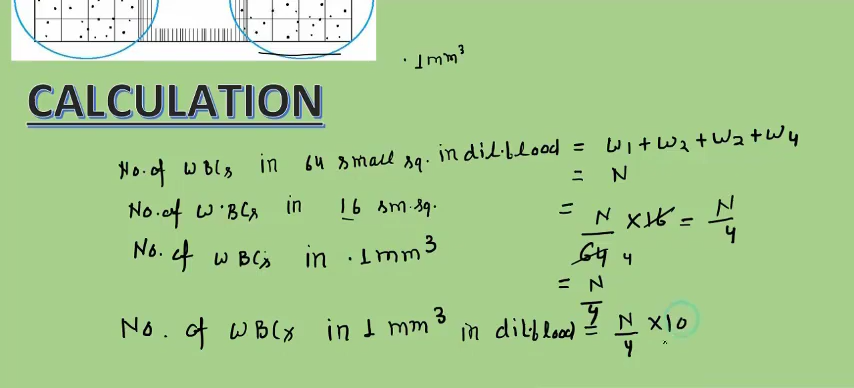 .1mm³
CALCULATION
No. of WBCs in 64 small sq. in dil.blood = W1+W2+W2+W4
= N
No. of W.BCs in 16 sm.sq. = N/64 ×16 = N/4
4
No. of WBCs in .1mm³ = N/4
No. of WBCs in 1 mm³ in dil.blood = N/4 ×10